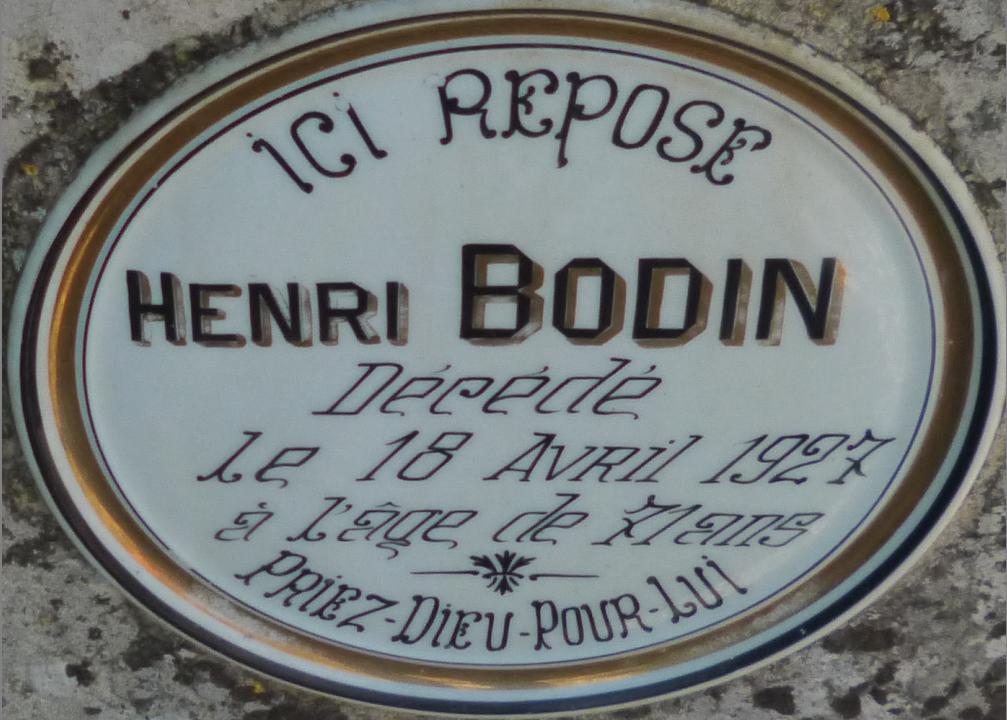 ICI REPOSE
HENRI BODIN
Décédé
le 18 Avril 1927
à l'âge de 71 ans
PRIEZ-DIEU-POUR-LUI